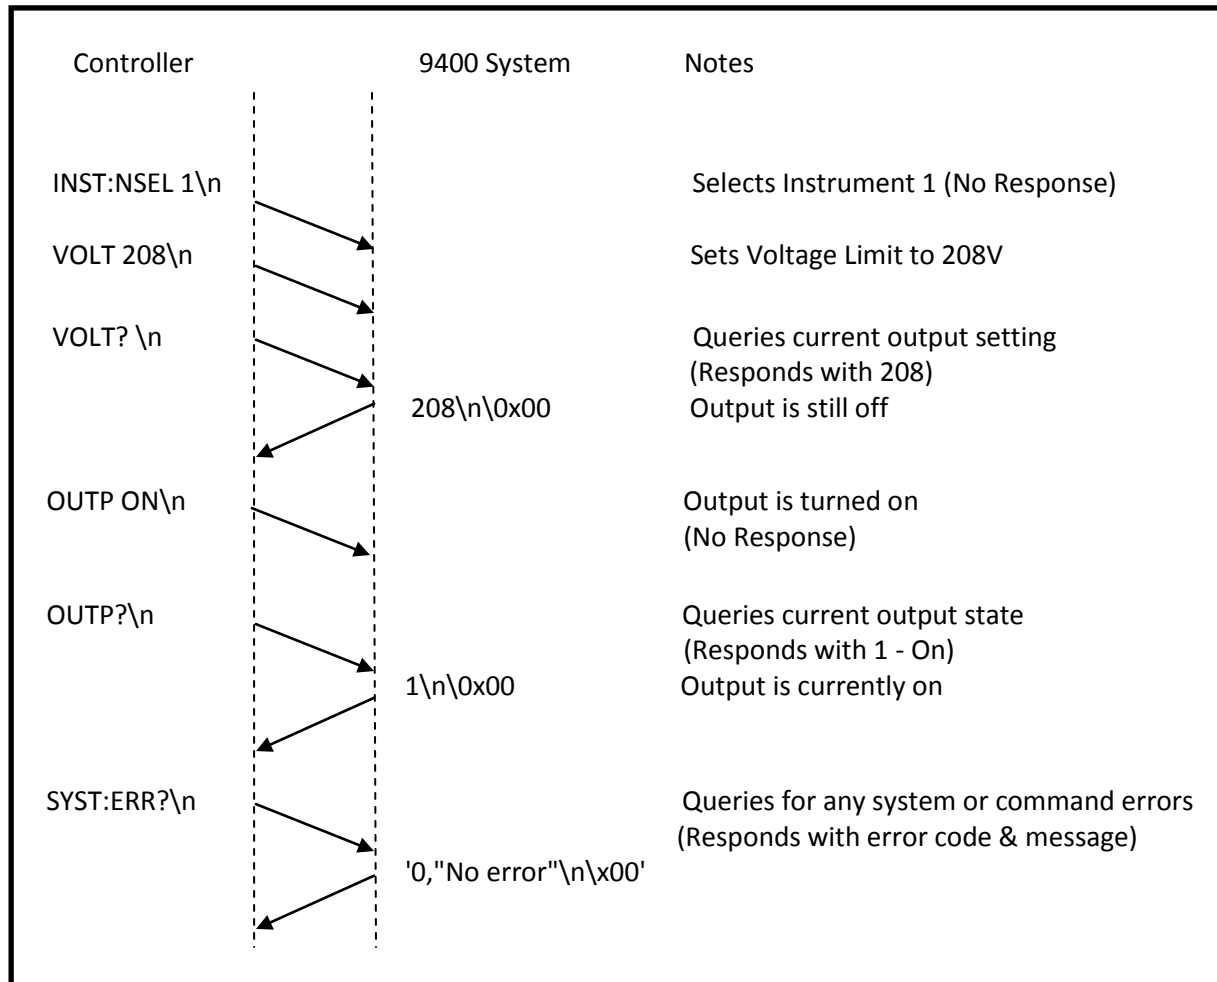 Controller 9400 System Notes
INST:NSEL 1\n Selects Instrument 1 (No Response)
VOLT 208\n Sets Voltage Limit to 208V
VOLT? \n Queries current output setting
(Responds with 208)
208\n\0x00 Output is still off
OUTP ON\n Output is turned on
(No Response)
OUTP?\n Queries current output state
(Responds with 1 - On)
1\n\0x00 Output is currently on
SYST:ERR?\n Queries for any system or command errors
(Responds with error code & message)
'0,"No error"\n\x00'